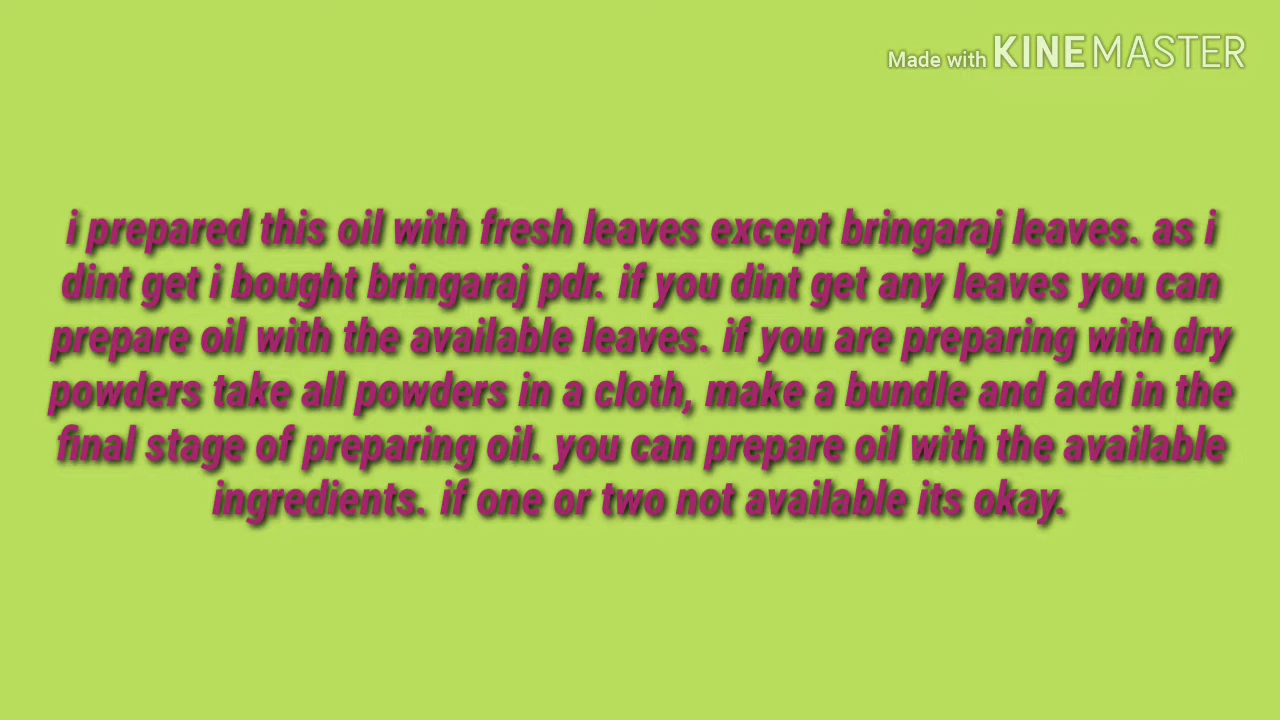 Made with KINEMASTER
i prepared this oil with fresh leaves except bringaraj leaves. as i
dint get i bought bringaraj pdr. if you dint get any leaves you can
prepare oil with the available leaves. if you are preparing with dry
powders take all powders in a cloth, make a bundle and add in the
final stage of preparing oil. you can prepare oil with the available
ingredients. if one or two not available its okay.